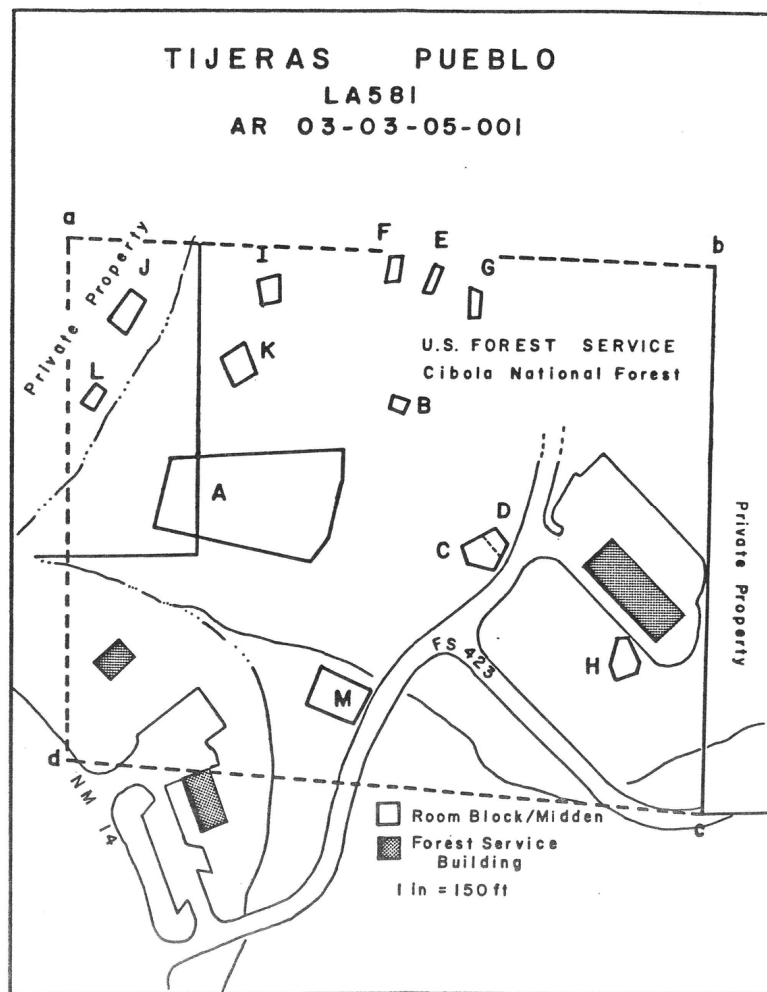 TIJERAS PUEBLO
LA581
AR 03-03-05-001
a
b
Private Property
J
I
F
E
G
L
K
B
U.S. FOREST SERVICE
Cibola National Forest
A
D
C
Private Property
FS 423
H
M
d
NM 14
c
Room Block/Midden
Forest Service
Building
1 in = 150 ft